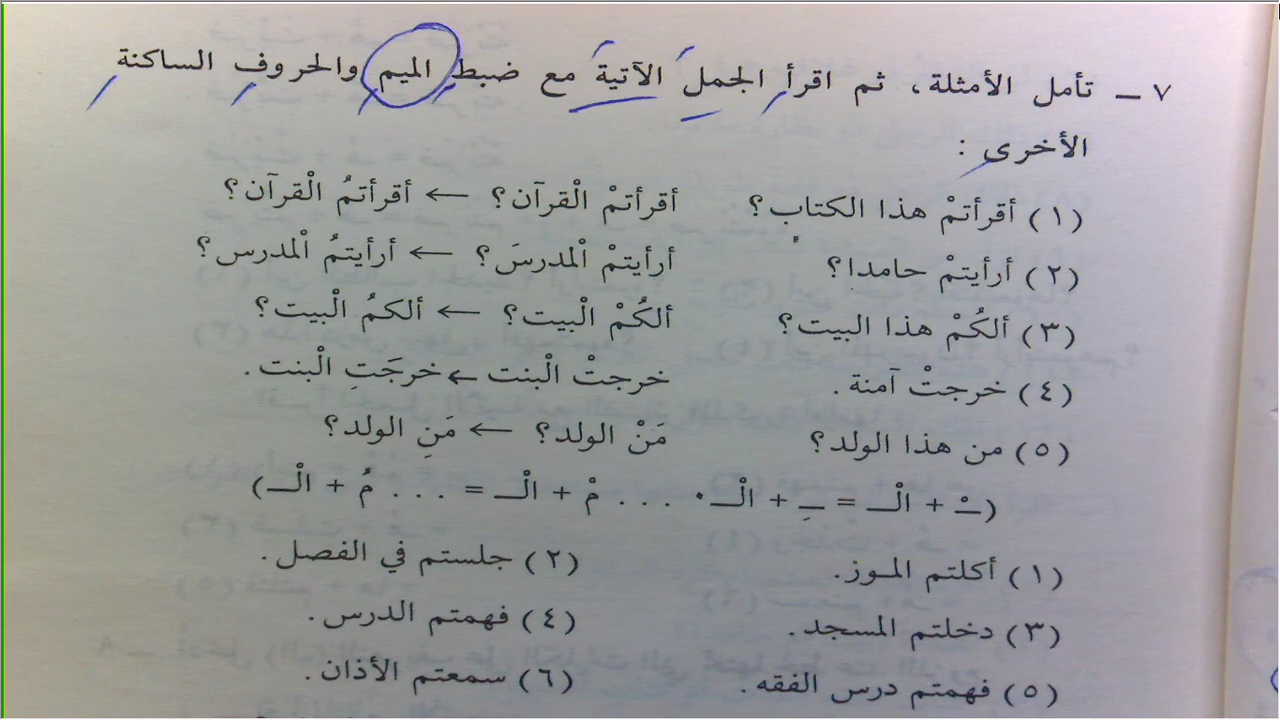 ٧ ــ تأمل الأمثلة، ثم اقرأ الجمل الآتية مع ضبط الميم والحروف الساكنة
الأخرى :
(١) أقرأتمْ هذا الكتاب؟ أقرأتمْ الْقرآن؟ ← أقرأتمُ الْقرآن؟
(٢) أرأيتمْ حامدا؟ أرأيتمْ الْمدرسَ؟ ← أرأيتمُ الْمدرس؟
(٣) ألكُمْ هذا البيت؟ ألكُمْ الْبيت؟ ← ألكمُ الْبيت؟
(٤) خرجتْ آمنة. خرجتْ الْبنت ← خرجَتِ الْبنت.
(٥) من هذا الولد؟ مَنْ الولد؟ ← مَنِ الولد؟
(ــْـ + الْـ = ــِـ + الْـ . . . . مْ + الْـ = . . . مُ + الْـ)
(١) أكلتم المـوز. (٢) جلستم في الفصل.
(٣) دخلتم المسجد. (٤) فهمتم الدرس.
(٥) فهمتم درس الفقه. (٦) سمعتم الأذان.